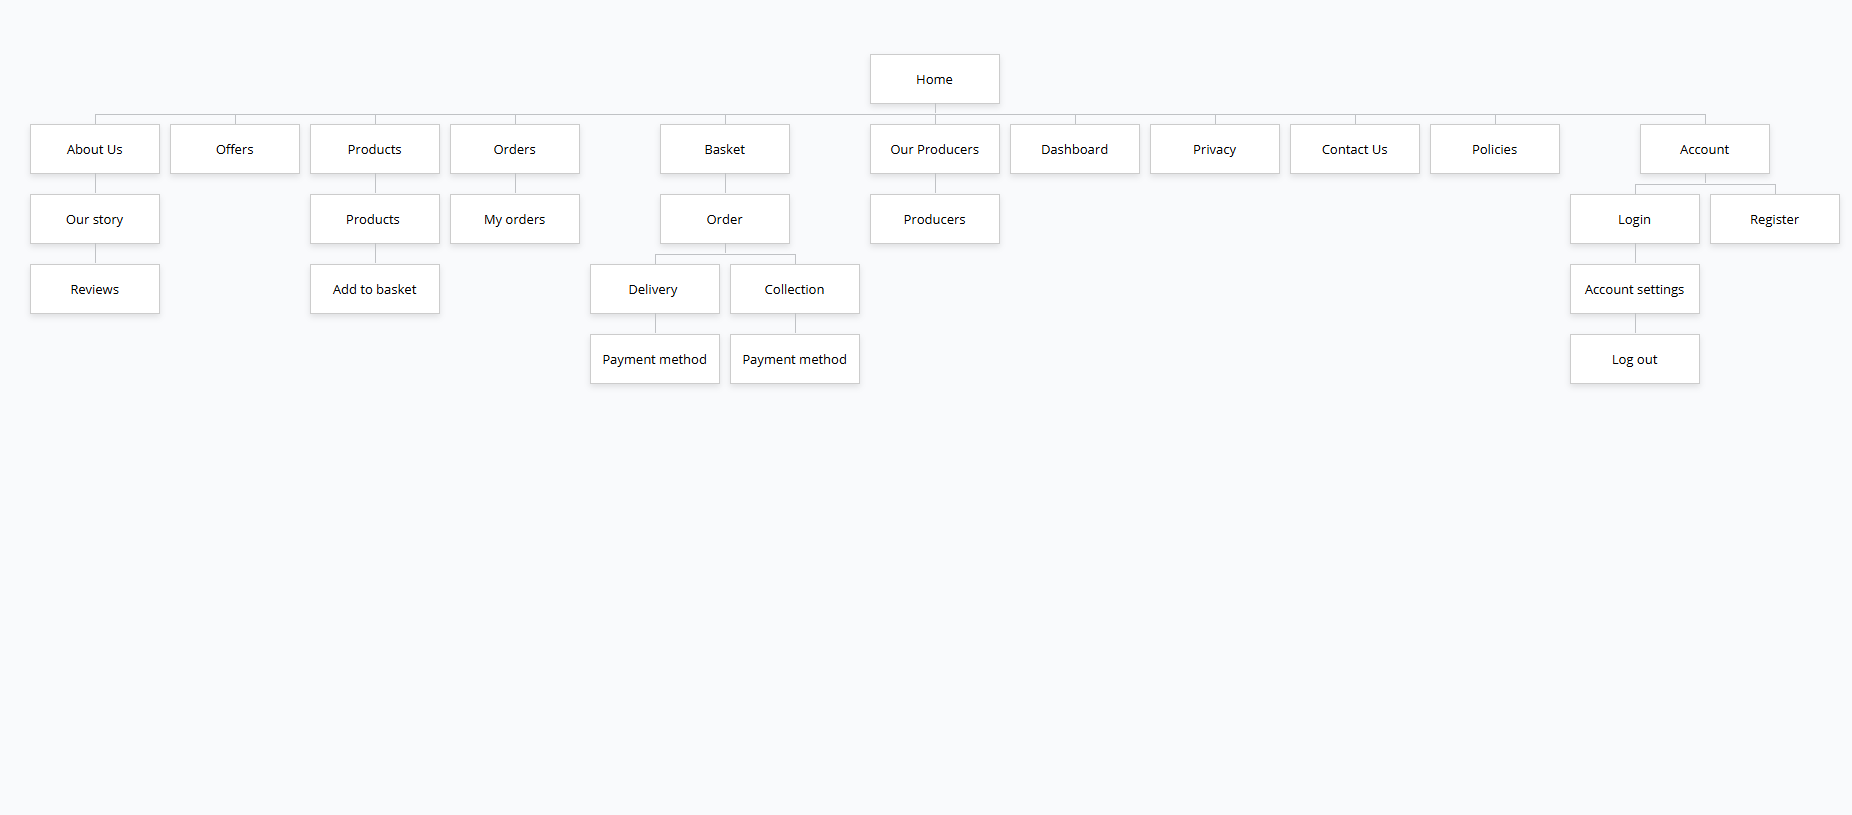 Home
About Us
Offers
Products
Orders
Basket
Our Producers
Dashboard
Privacy
Contact Us
Policies
Account
Our story
Products
My orders
Order
Producers
Login
Register
Reviews
Add to basket
Delivery
Collection
Account settings
Payment method
Payment method
Log out